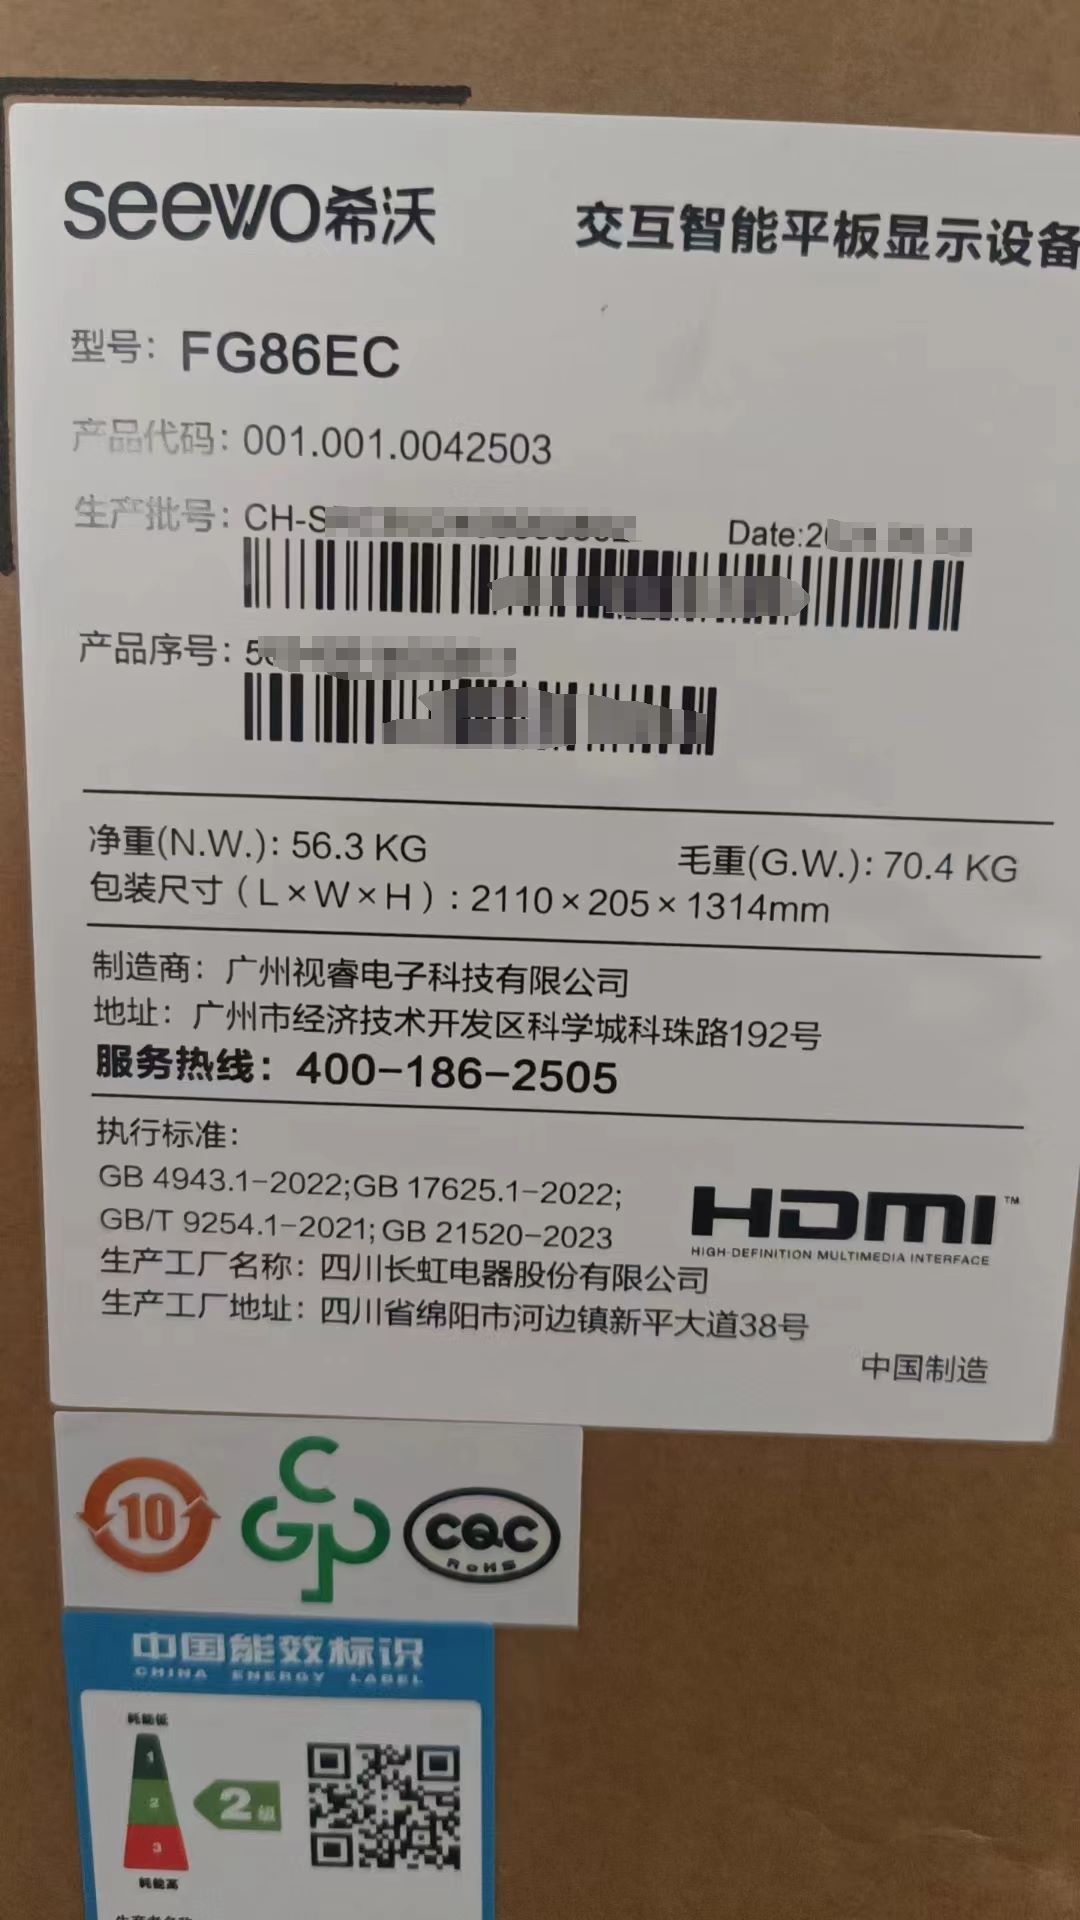 seewo希沃
交互智能平板显示设备
型号: FG86EC
产品代码: 001.001.0042503
生产批号: CH-S
Date:2
产品序号: 5
净重(N.W.): 56.3 KG
毛重(G.W.): 70.4 KG
包装尺寸(L×W×H): 2110×205×1314mm
制造商: 广州视睿电子科技有限公司
地址: 广州市经济技术开发区科学城科珠路192号
服务热线: 400-186-2505
执行标准:
GB 4943.1-2022;GB 17625.1-2022;
GB/T 9254.1-2021; GB 21520-2023
HDMI™
HIGH-DEFINITION MULTIMEDIA INTERFACE
生产工厂名称: 四川长虹电器股份有限公司
生产工厂地址: 四川省绵阳市河边镇新平大道38号
中国制造
10
CGP
CQC
RoHS
中国能效标识
CHINA ENERGY LABEL
耗能低
1
2
3
2级
耗能高